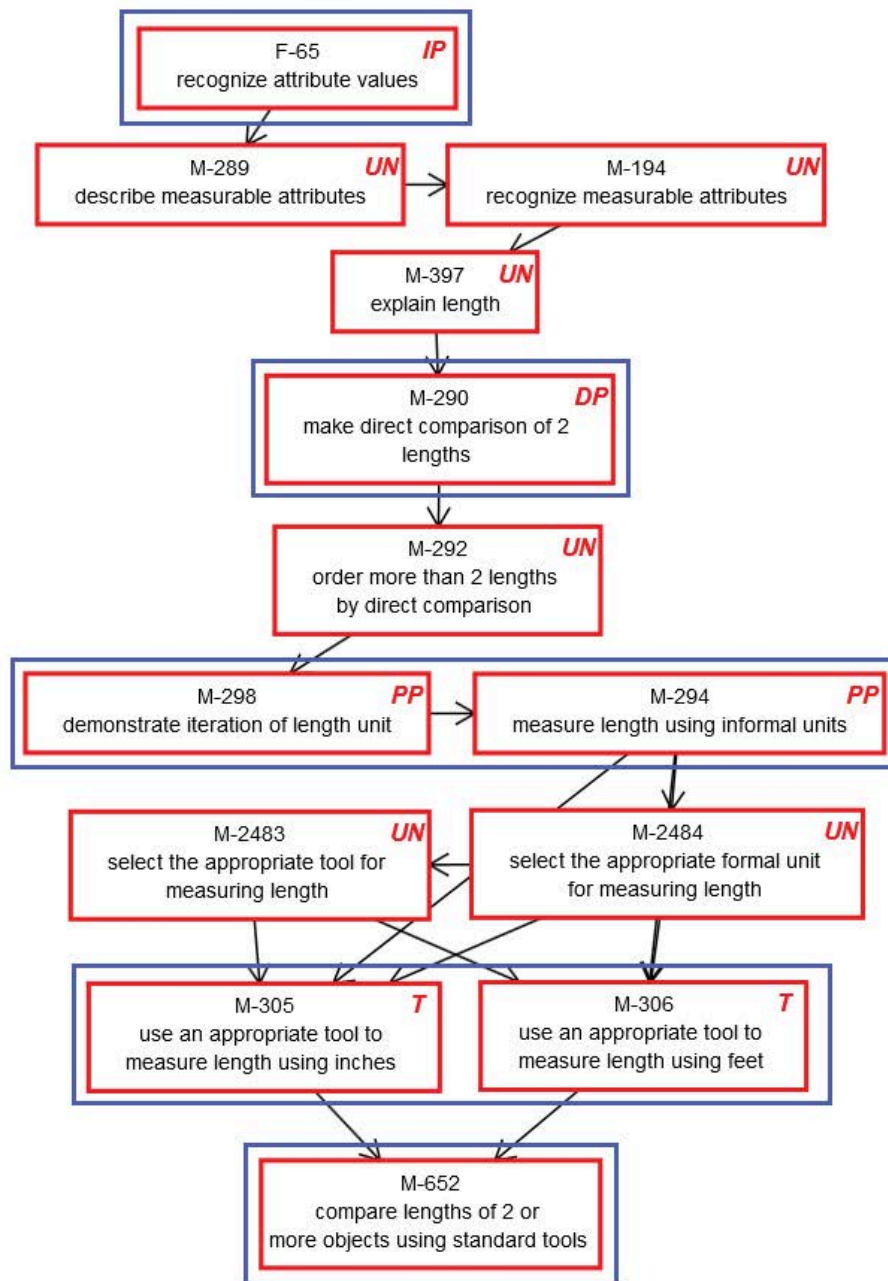 F-65 IP
recognize attribute values
M-289 UN
describe measurable attributes
M-194 UN
recognize measurable attributes
M-397 UN
explain length
M-290 DP
make direct comparison of 2
lengths
M-292 UN
order more than 2 lengths
by direct comparison
M-298 PP
demonstrate iteration of length unit
M-294 PP
measure length using informal units
M-2483 UN
select the appropriate tool for
measuring length
M-2484 UN
select the appropriate formal unit
for measuring length
M-305 T
use an appropriate tool to
measure length using inches
M-306 T
use an appropriate tool to
measure length using feet
M-652
compare lengths of 2 or
more objects using standard tools